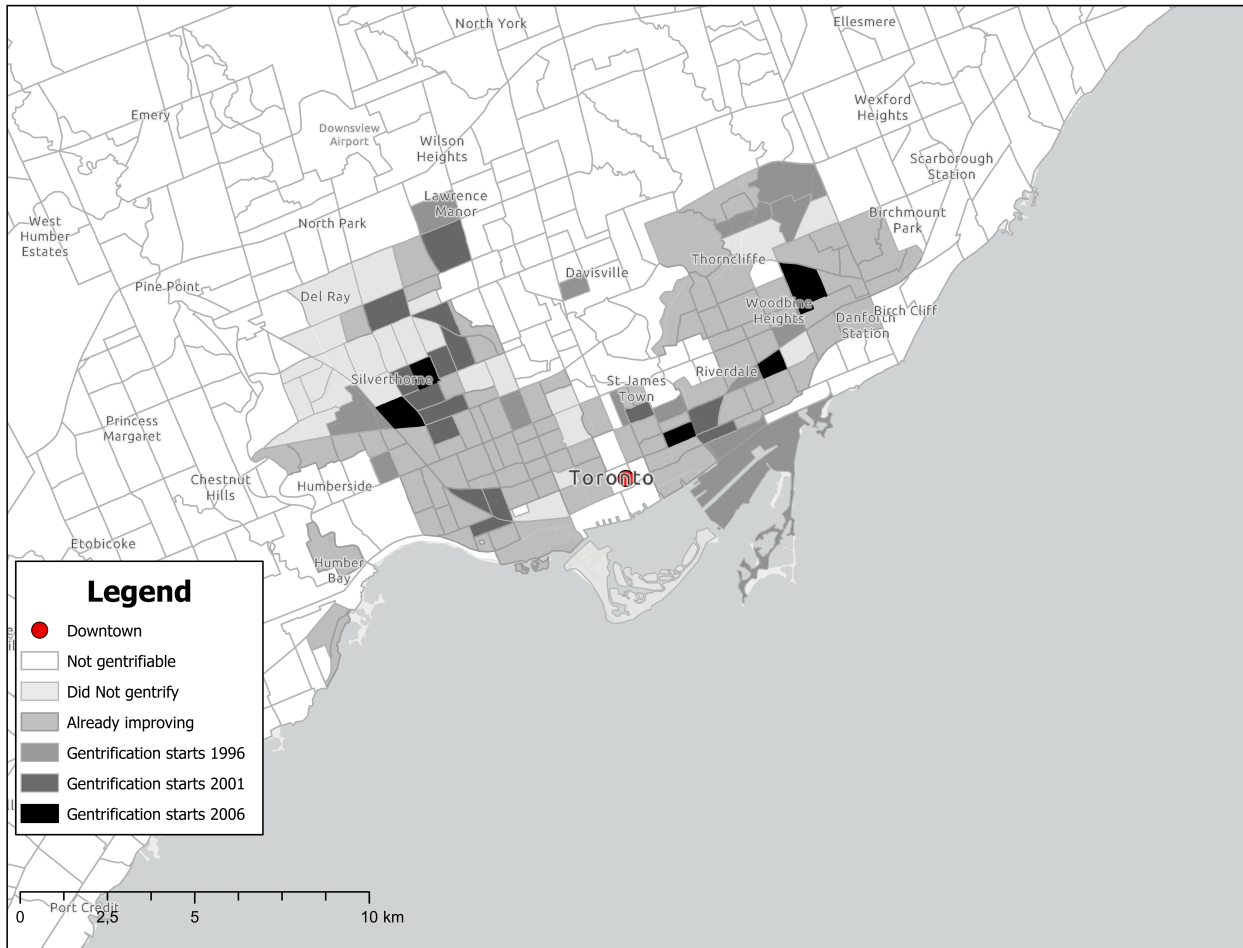 North York
Ellesmere
Emery
Downsview
Airport
Wilson
Heights
Wexford
Heights
Scarborough
Station
Lawrence
Manor
West
Humber
Estates
North Park
Birchmount
Park
Thorncliffe
Davisville
Pine Point
Del Ray
Woodbine
Heights
Danforth
Station
Birch Cliff
Silverthorne
St James
Town
Riverdale
Princess
Margaret
Chestnut
Hills
Humberside
Toronto
Etobicoke
Humber
Bay
Legend
Downtown
Not gentrifiable
Did Not gentrify
Already improving
Gentrification starts 1996
Gentrification starts 2001
Gentrification starts 2006
Port Credit
0 2,5 5 10 km